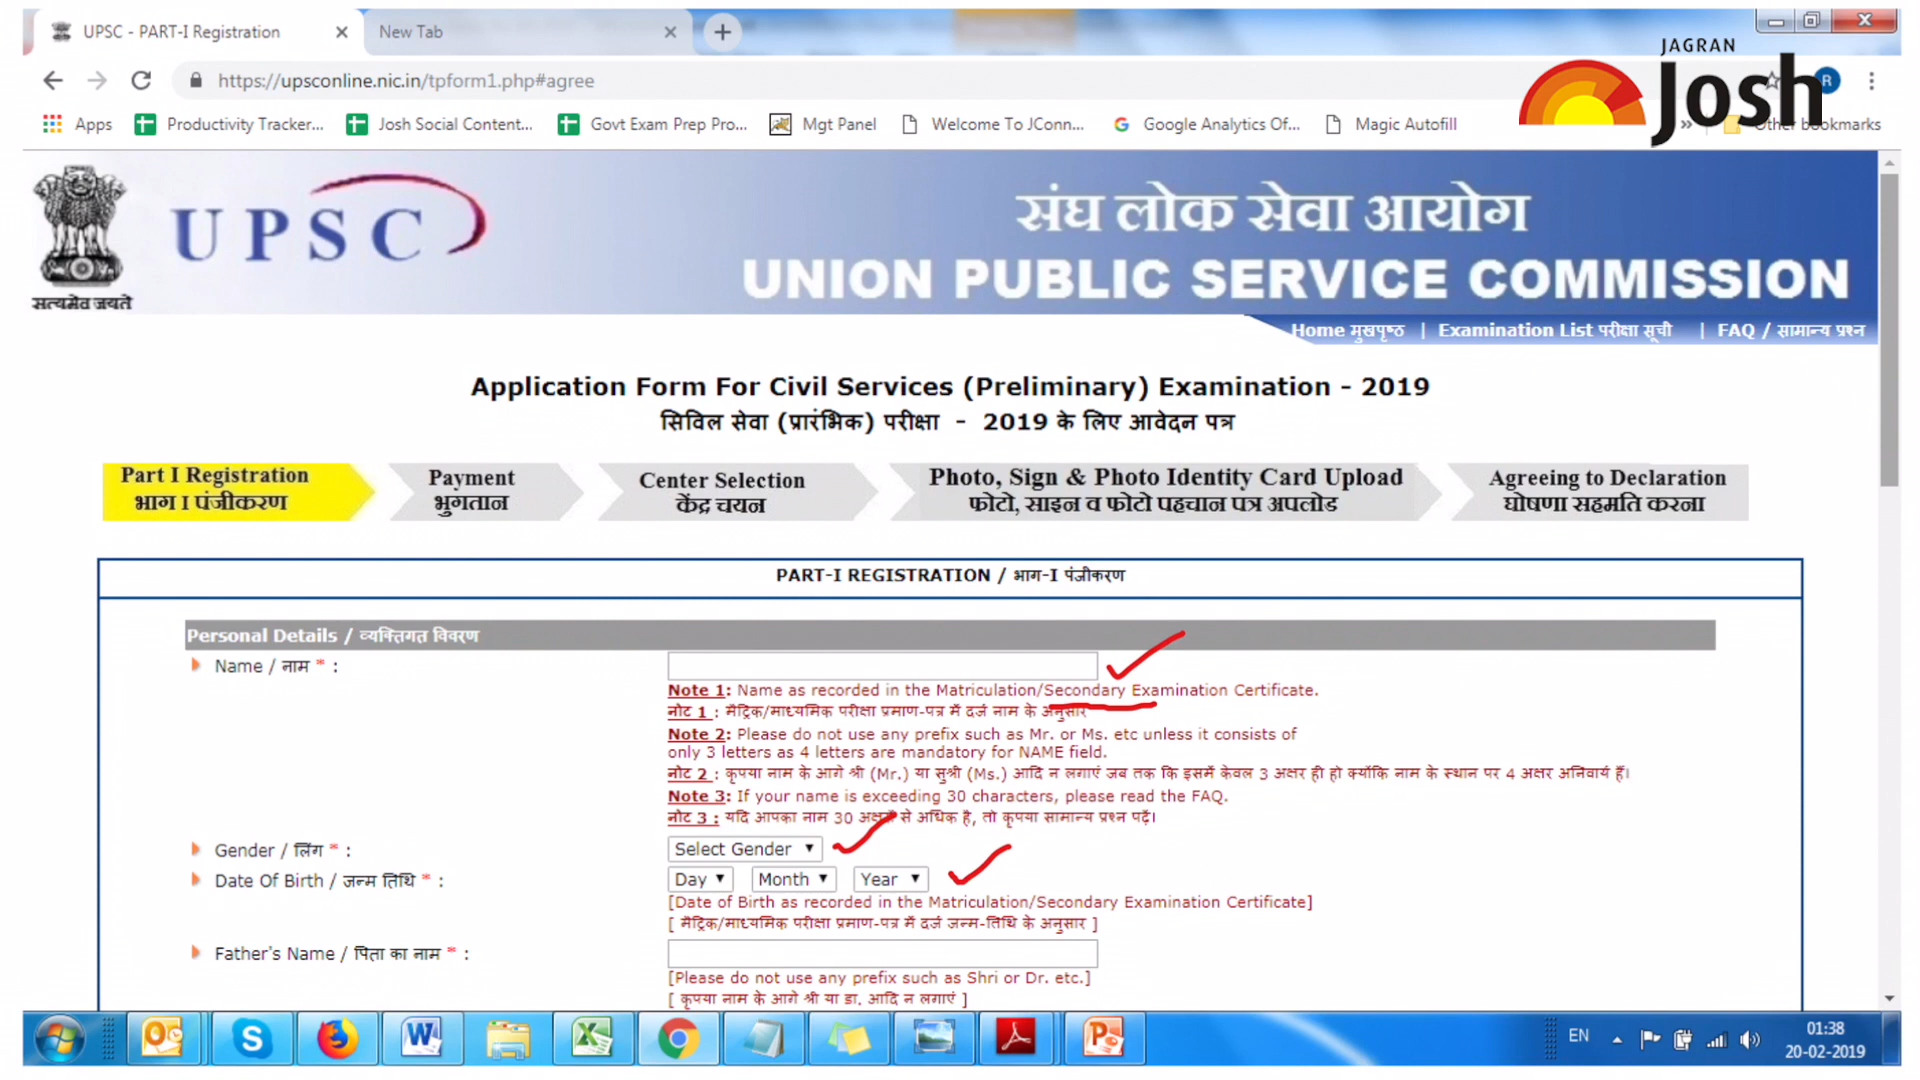 UPSC - PART-I Registration
New Tab
JAGRAN
Josh
https://upsconline.nic.in/tpform1.php#agree
R
Apps
Productivity Tracker...
Josh Social Content...
Govt Exam Prep Pro...
Mgt Panel
Welcome To JConn...
Google Analytics Of...
Magic Autofill
Other bookmarks
सत्यमेव जयते
UPSC
संघ लोक सेवा आयोग
UNION PUBLIC SERVICE COMMISSION
Home मुखपृष्ठ | Examination List परीक्षा सूची | FAQ / सामान्य प्रश्न
Application Form For Civil Services (Preliminary) Examination - 2019
सिविल सेवा (प्रारंभिक) परीक्षा - 2019 के लिए आवेदन पत्र
Part I Registration
भाग I पंजीकरण
Payment
भुगतान
Center Selection
केंद्र चयन
Photo, Sign & Photo Identity Card Upload
फोटो, साइन व फोटो पहचान पत्र अपलोड
Agreeing to Declaration
घोषणा सहमति करना
PART-I REGISTRATION / भाग-I पंजीकरण
Personal Details / व्यक्तिगत विवरण
Name / नाम * :
Note 1: Name as recorded in the Matriculation/Secondary Examination Certificate.
नोट 1 : मैट्रिक/माध्यमिक परीक्षा प्रमाण-पत्र में दर्ज नाम के अनुसार
Note 2: Please do not use any prefix such as Mr. or Ms. etc unless it consists of
only 3 letters as 4 letters are mandatory for NAME field.
नोट 2 : कृपया नाम के आगे श्री (Mr.) या सुश्री (Ms.) आदि न लगाएं जब तक कि इसमें केवल 3 अक्षर ही हो क्योंकि नाम के स्थान पर 4 अक्षर अनिवार्य हैं।
Note 3: If your name is exceeding 30 characters, please read the FAQ.
नोट 3 : यदि आपका नाम 30 अक्षरों से अधिक है, तो कृपया सामान्य प्रश्न पढ़ें।
Gender / लिंग * :
Select Gender
Date Of Birth / जन्म तिथि * :
Day
Month
Year
[Date of Birth as recorded in the Matriculation/Secondary Examination Certificate]
[ मैट्रिक/माध्यमिक परीक्षा प्रमाण-पत्र में दर्ज जन्म-तिथि के अनुसार ]
Father's Name / पिता का नाम * :
[Please do not use any prefix such as Shri or Dr. etc.]
[ कृपया नाम के आगे श्री या डा. आदि न लगाएं ]
EN
01:38
20-02-2019